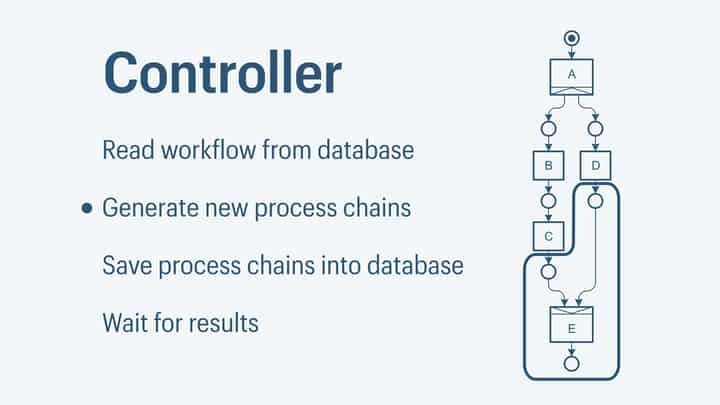 Controller
Read workflow from database
• Generate new process chains
Save process chains into database
Wait for results
A
B
D
C
E